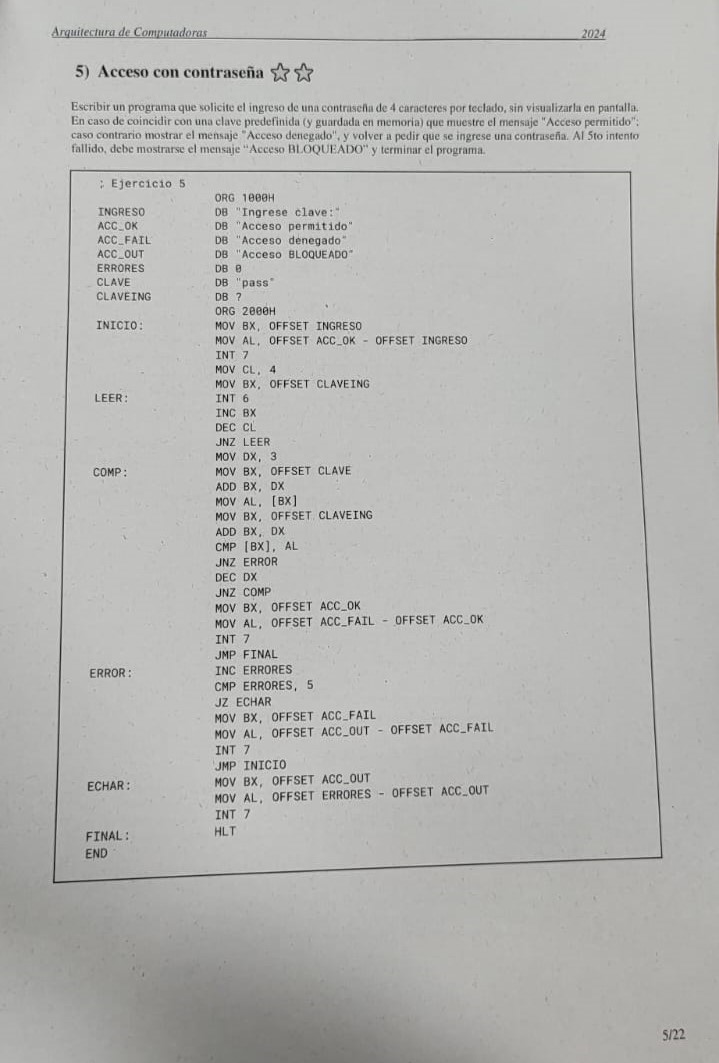 Arquitectura de Computadoras 2024
5) Acceso con contraseña ☆☆
Escribir un programa que solicite el ingreso de una contraseña de 4 caracteres por teclado, sin visualizarla en pantalla.
En caso de coincidir con una clave predefinida (y guardada en memoria) que muestre el mensaje "Acceso permitido";
caso contrario mostrar el mensaje "Acceso denegado", y volver a pedir que se ingrese una contraseña. Al 5to intento
fallido, debe mostrarse el mensaje "Acceso BLOQUEADO" y terminar el programa.
; Ejercicio 5
ORG 1000H
INGRESO DB "Ingrese clave:"
ACC_OK DB "Acceso permitido"
ACC_FAIL DB "Acceso denegado"
ACC_OUT DB "Acceso BLOQUEADO"
ERRORES DB 0
CLAVE DB "pass"
CLAVEING DB ?
ORG 2000H
INICIO: MOV BX, OFFSET INGRESO
MOV AL, OFFSET ACC_OK - OFFSET INGRESO
INT 7
MOV CL, 4
MOV BX, OFFSET CLAVEING
LEER: INT 6
INC BX
DEC CL
JNZ LEER
MOV DX, 3
COMP: MOV BX, OFFSET CLAVE
ADD BX, DX
MOV AL, [BX]
MOV BX, OFFSET CLAVEING
ADD BX, DX
CMP [BX], AL
JNZ ERROR
DEC DX
JNZ COMP
MOV BX, OFFSET ACC_OK
MOV AL, OFFSET ACC_FAIL - OFFSET ACC_OK
INT 7
JMP FINAL
ERROR: INC ERRORES
CMP ERRORES, 5
JZ ECHAR
MOV BX, OFFSET ACC_FAIL
MOV AL, OFFSET ACC_OUT - OFFSET ACC_FAIL
INT 7
JMP INICIO
ECHAR: MOV BX, OFFSET ACC_OUT
MOV AL, OFFSET ERRORES - OFFSET ACC_OUT
INT 7
FINAL: HLT
END
5/22